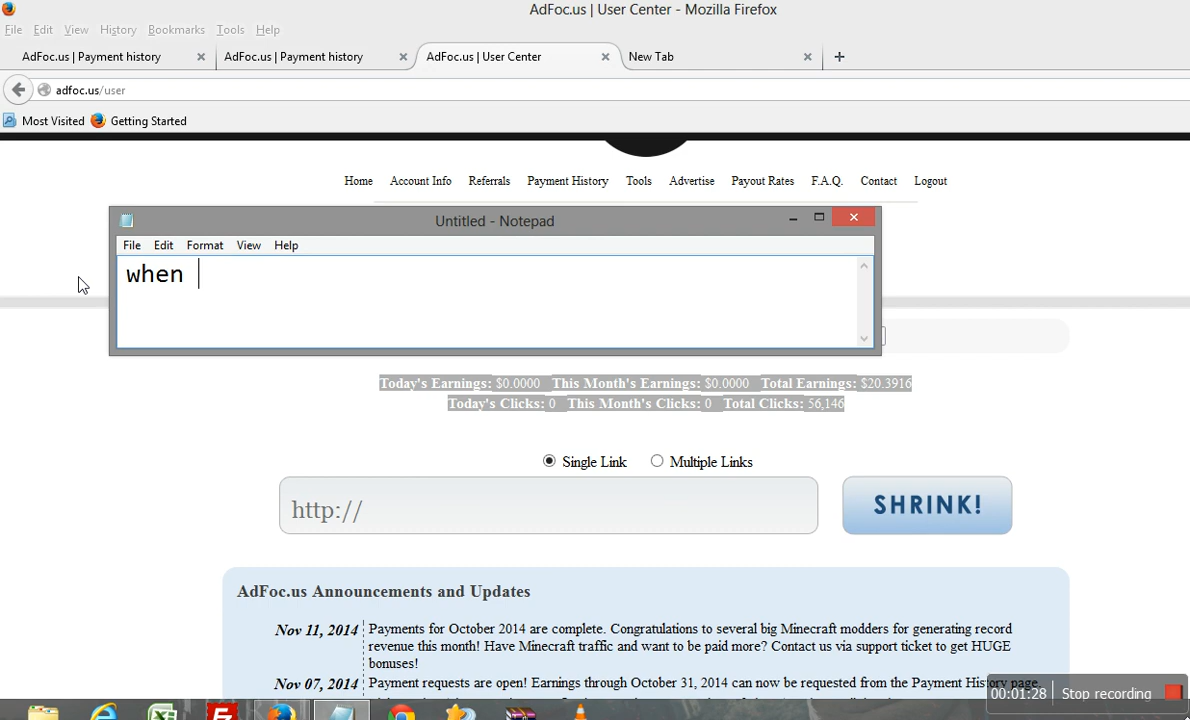 AdFoc.us | User Center - Mozilla Firefox
File Edit View History Bookmarks Tools Help
AdFoc.us | Payment history AdFoc.us | Payment history AdFoc.us | User Center New Tab
adfoc.us/user
Most Visited Getting Started
Home Account Info Referrals Payment History Tools Advertise Payout Rates F.A.Q. Contact Logout
Untitled - Notepad
File Edit Format View Help
when
Today's Earnings: $0.0000 This Month's Earnings: $0.0000 Total Earnings: $20.3916
Today's Clicks: 0 This Month's Clicks: 0 Total Clicks: 56,146
Single Link Multiple Links
http://
SHRINK!
AdFoc.us Announcements and Updates
Nov 11, 2014 Payments for October 2014 are complete. Congratulations to several big Minecraft modders for generating record
revenue this month! Have Minecraft traffic and want to be paid more? Contact us via support ticket to get HUGE
bonuses!
Nov 07, 2014 Payment requests are open! Earnings through October 31, 2014 can now be requested from the Payment History page.
00:01:28 Stop recording